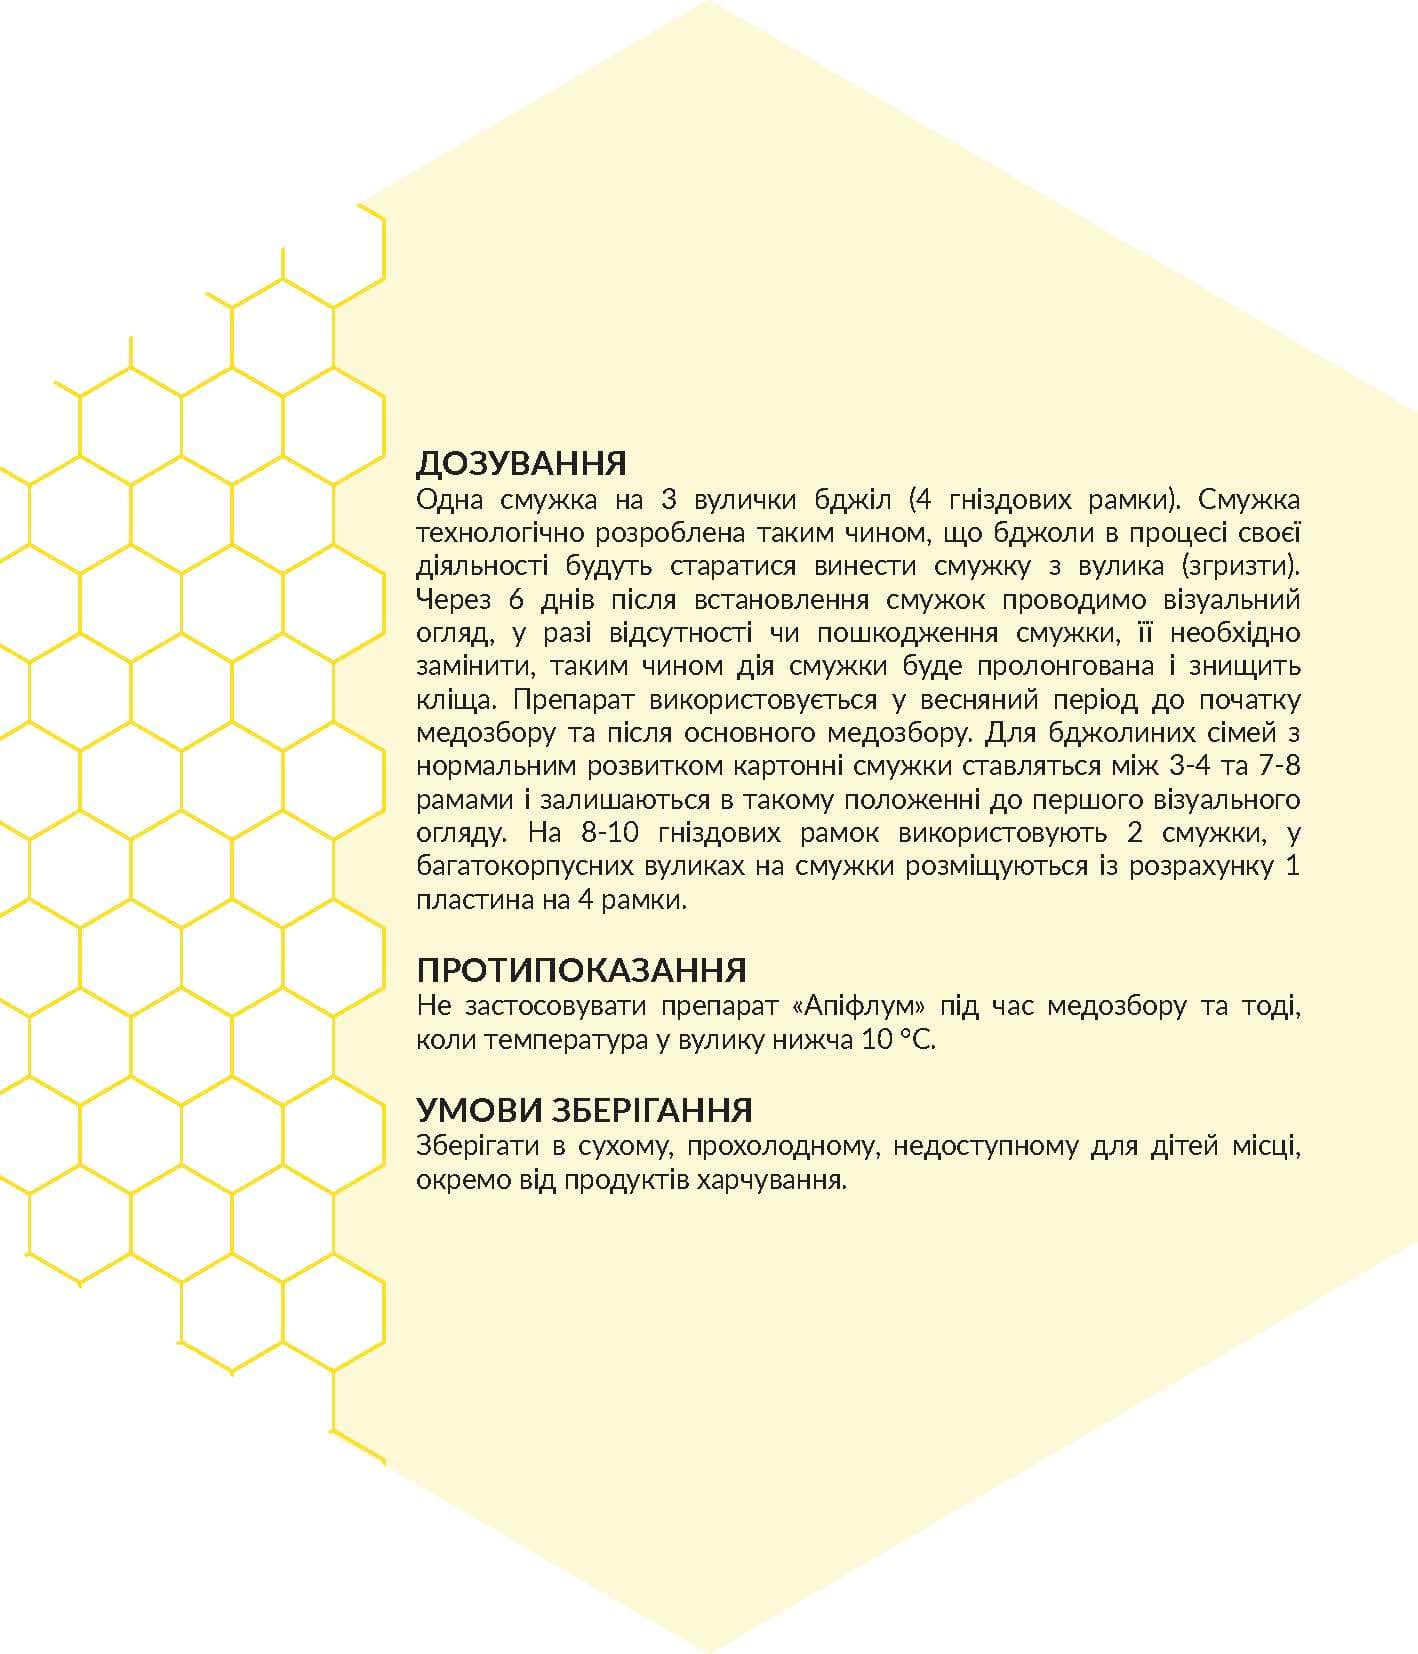 ДОЗУВАННЯ
Одна смужка на 3 вулички бджіл (4 гніздових рамки). Смужка
технологічно розроблена таким чином, що бджоли в процесі своєї
діяльності будуть старатися винести смужку з вулика (згризти).
Через 6 днів після встановлення смужок проводимо візуальний
огляд, у разі відсутності чи пошкодження смужки, її необхідно
замінити, таким чином дія смужки буде пролонгована і знищить
кліща. Препарат використовується у весняний період до початку
медозбору та після основного медозбору. Для бджолиних сімей з
нормальним розвитком картонні смужки ставляться між 3-4 та 7-8
рамами і залишаються в такому положенні до першого візуального
огляду. На 8-10 гніздових рамок використовують 2 смужки, у
багатокорпусних вуликах на смужки розміщуються із розрахунку 1
пластина на 4 рамки.
ПРОТИПОКАЗАННЯ
Не застосовувати препарат «Апіфлум» під час медозбору та тоді,
коли температура у вулику нижча 10 °С.
УМОВИ ЗБЕРІГАННЯ
Зберігати в сухому, прохолодному, недоступному для дітей місці,
окремо від продуктів харчування.